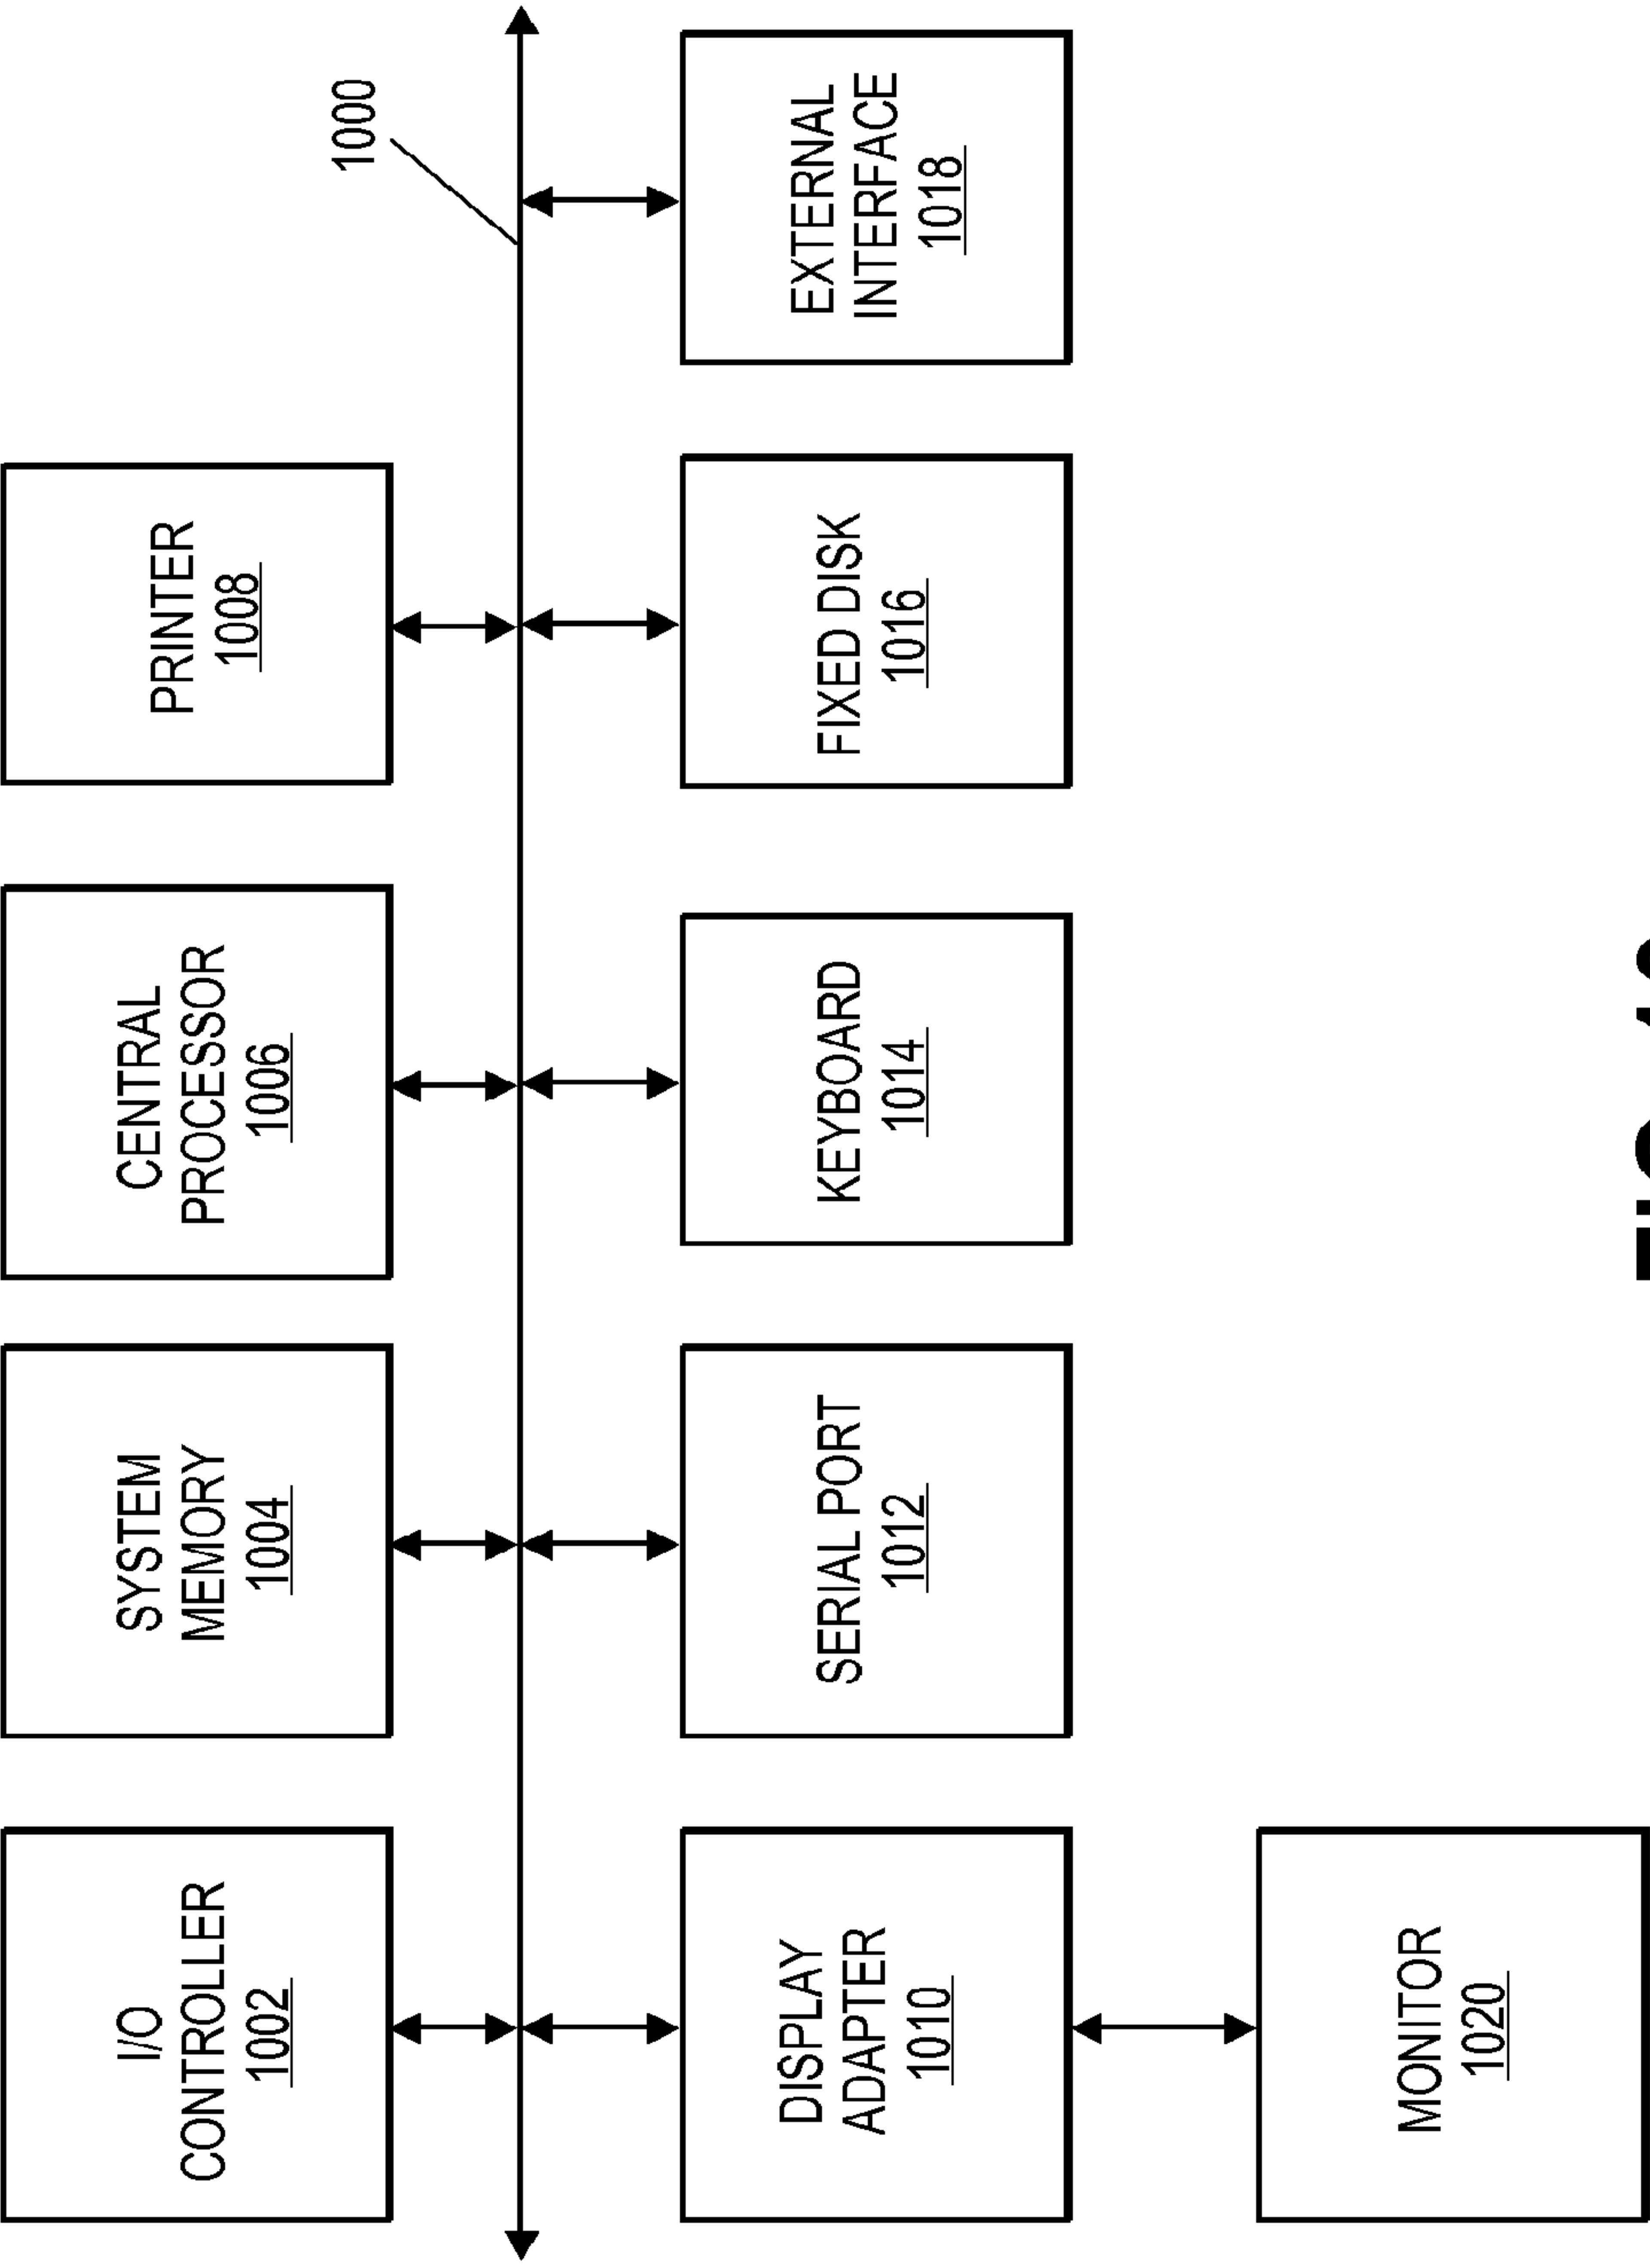 I/O
CONTROLLER
1002
SYSTEM
MEMORY
1004
CENTRAL
PROCESSOR
1006
PRINTER
1008
1000
DISPLAY
ADAPTER
1010
SERIAL PORT
1012
KEYBOARD
1014
FIXED DISK
1016
EXTERNAL
INTERFACE
1018
MONITOR
1020